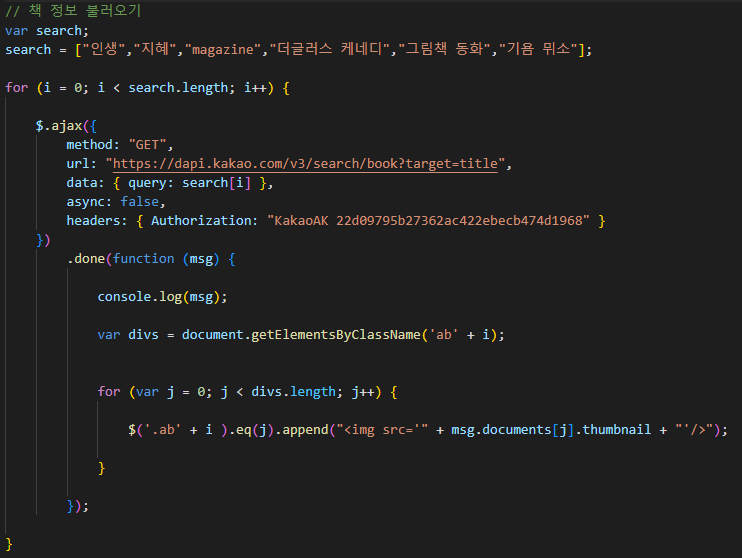 // 책 정보 불러오기
var search;
search = ["인생","지혜","magazine","더글러스 케네디","그림책 동화","기욤 뮈소"];
for (i = 0; i < search.length; i++) {
$.ajax({
method: "GET",
url: "https://dapi.kakao.com/v3/search/book?target=title",
data: { query: search[i] },
async: false,
headers: { Authorization: "KakaoAK 22d09795b27362ac422ebecb474d1968" }
})
.done(function (msg) {
console.log(msg);
var divs = document.getElementsByClassName('ab' + i);
for (var j = 0; j < divs.length; j++) {
$('.ab' + i ).eq(j).append("<img src='" + msg.documents[j].thumbnail + "'/>");
}
});
}